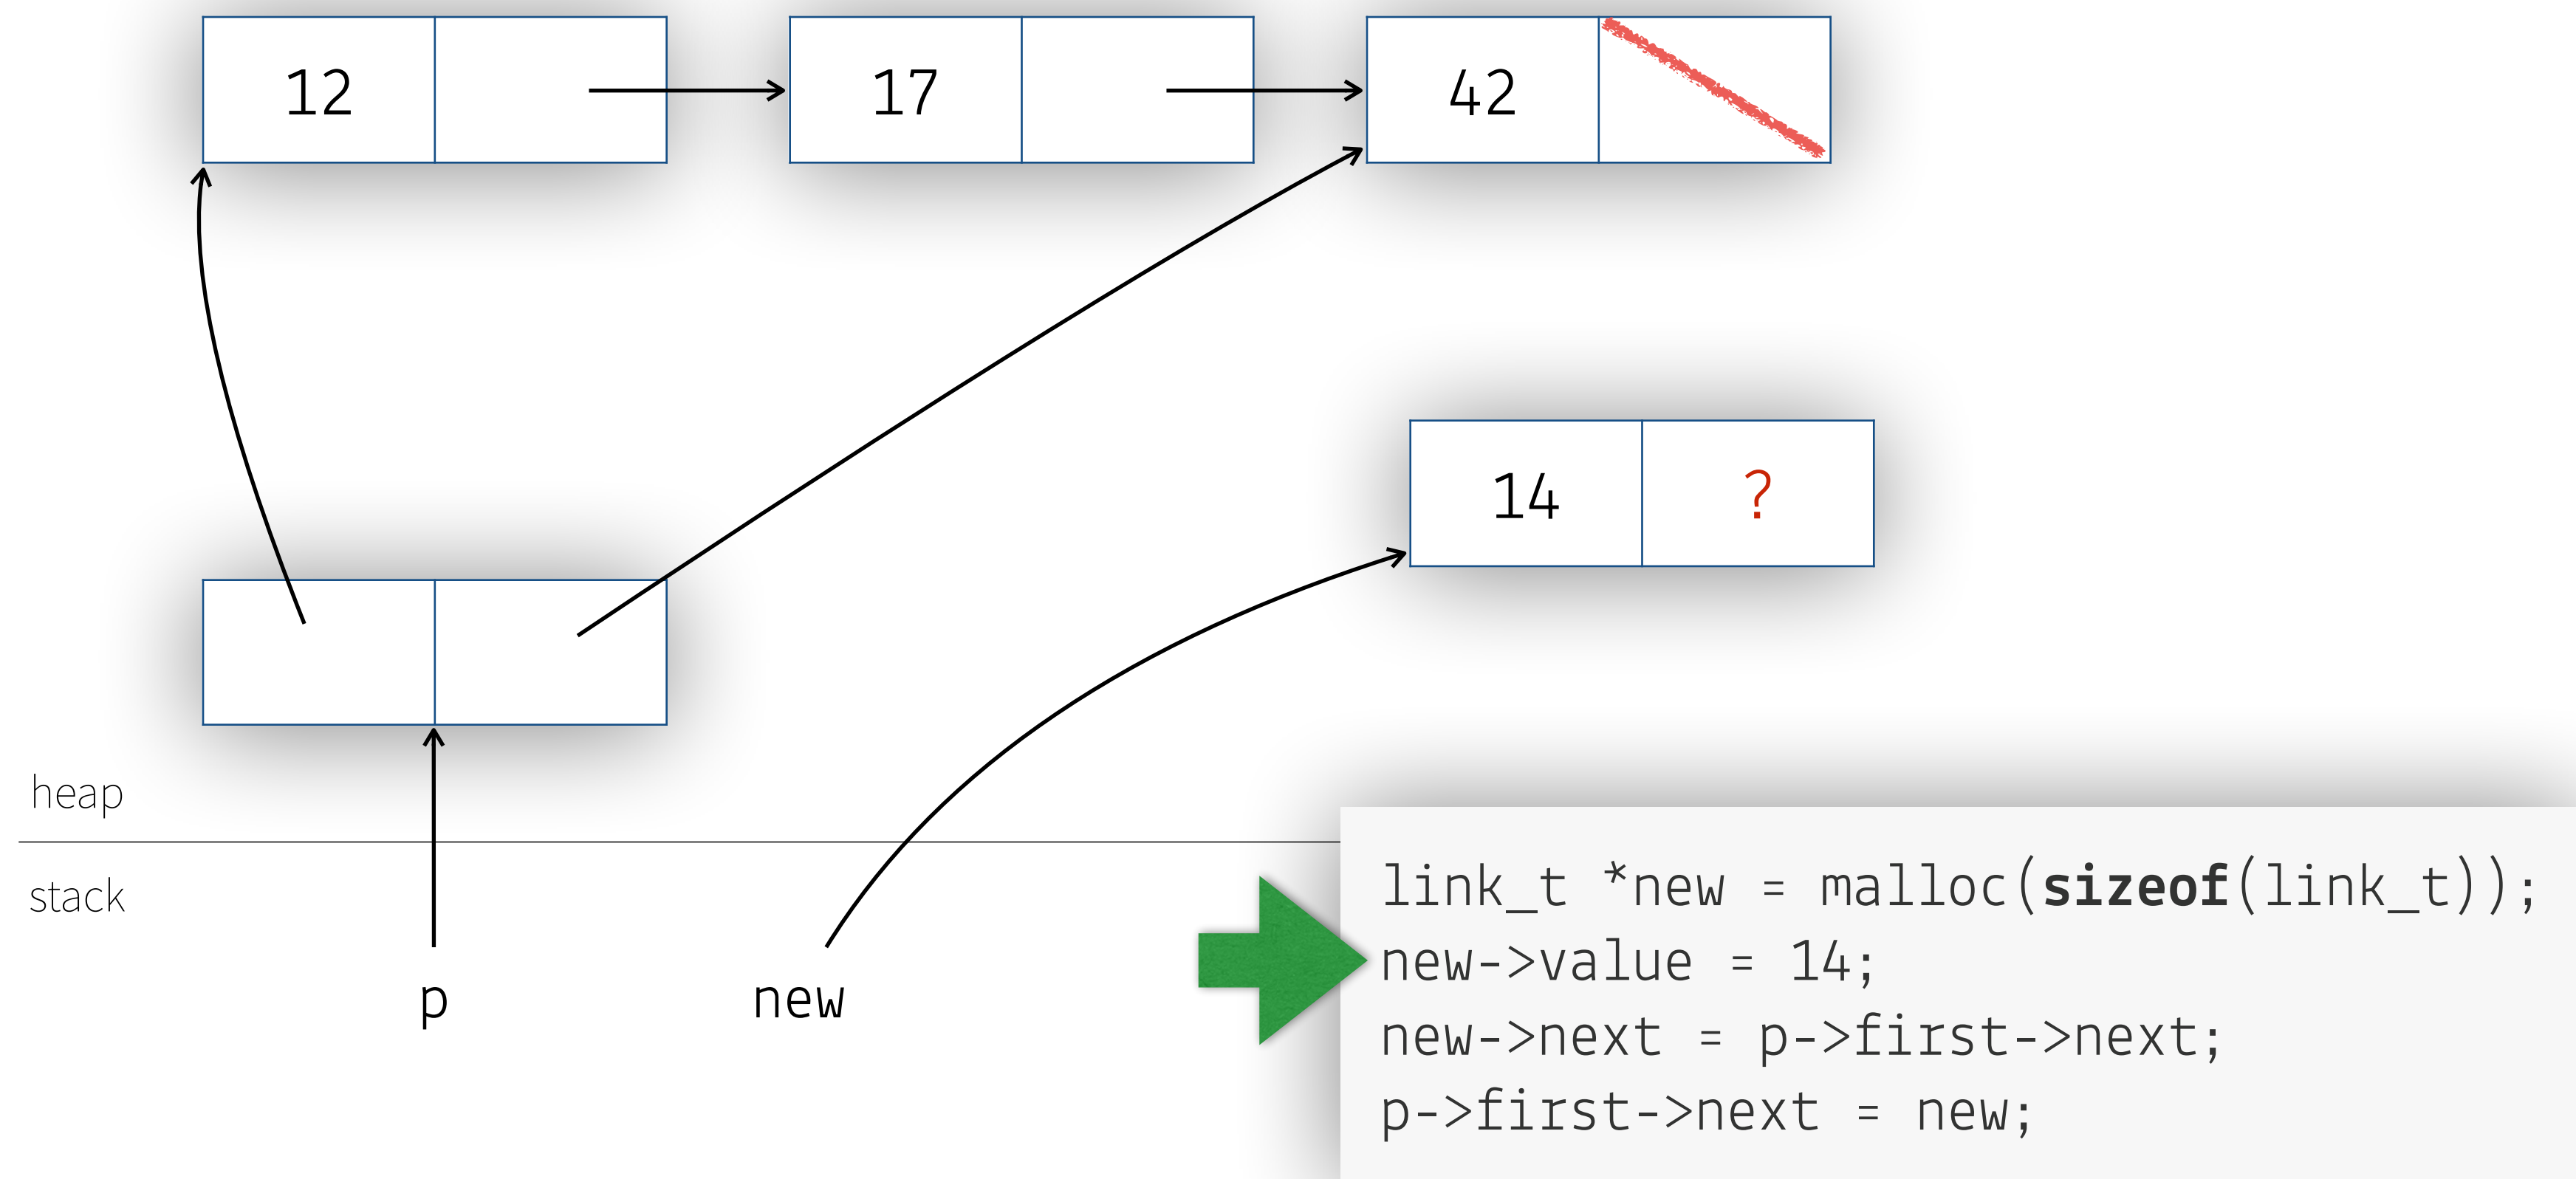 12 17 42
14 ?
heap
stack
p new
link_t *new = malloc(sizeof(link_t));
new->value = 14;
new->next = p->first->next;
p->first->next = new;